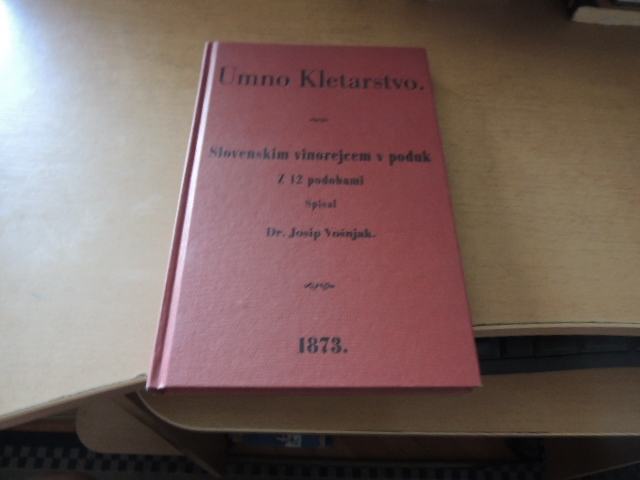 Umno Kletarstvo.
Slovenskim vinorejcem v poduk
Z 12 podobami
Spisal
Dr. Josip Vošnjak.
1873.